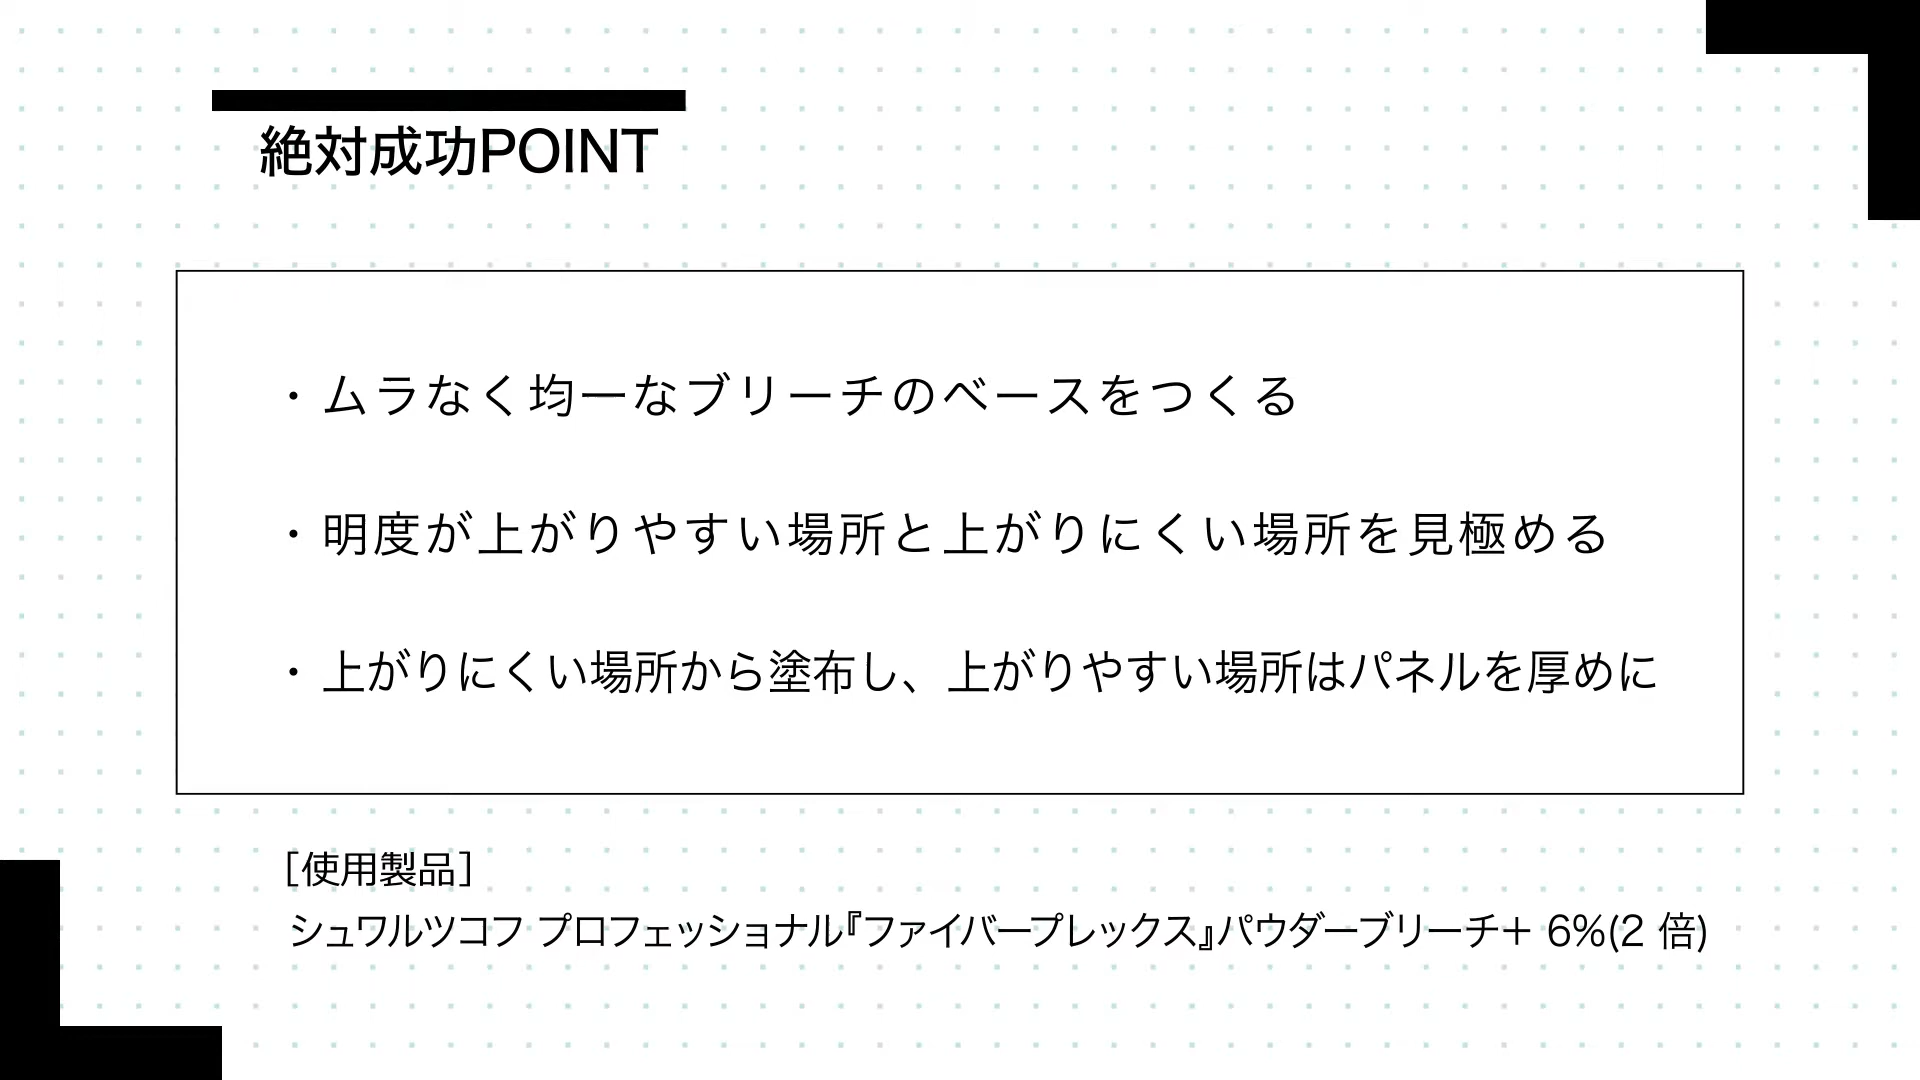 絶対成功POINT
・ムラなく均一なブリーチのベースをつくる
・明度が上がりやすい場所と上がりにくい場所を見極める
・上がりにくい場所から塗布し、上がりやすい場所はパネルを厚めに
［使用製品］
シュワルツコフ プロフェッショナル『ファイバープレックス』パウダーブリーチ＋ 6%(2 倍)